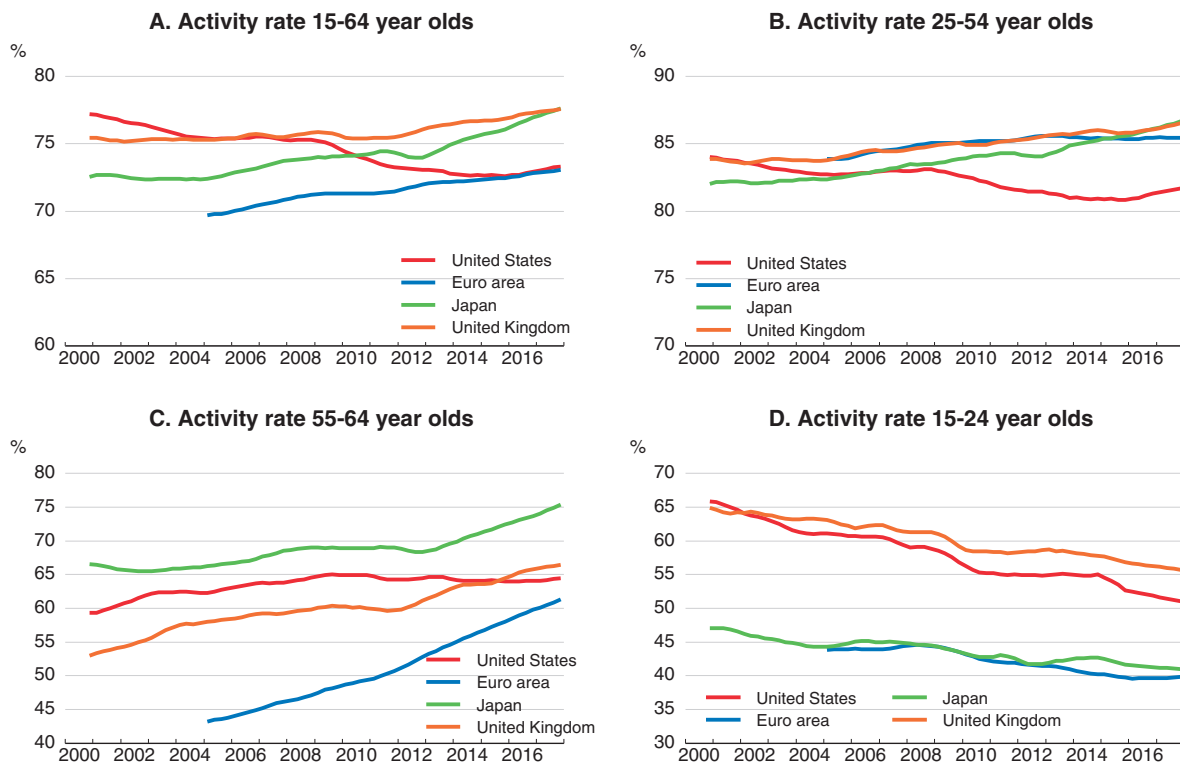 A. Activity rate 15-64 year olds
%
80
75
70
65
60
United States
Euro area
Japan
United Kingdom
2000 2002 2004 2006 2008 2010 2012 2014 2016
B. Activity rate 25-54 year olds
%
90
85
80
75
70
United States
Euro area
Japan
United Kingdom
2000 2002 2004 2006 2008 2010 2012 2014 2016
C. Activity rate 55-64 year olds
%
80
75
70
65
60
55
50
45
40
United States
Euro area
Japan
United Kingdom
2000 2002 2004 2006 2008 2010 2012 2014 2016
D. Activity rate 15-24 year olds
%
70
65
60
55
50
45
40
35
30
United States Japan
Euro area United Kingdom
2000 2002 2004 2006 2008 2010 2012 2014 2016